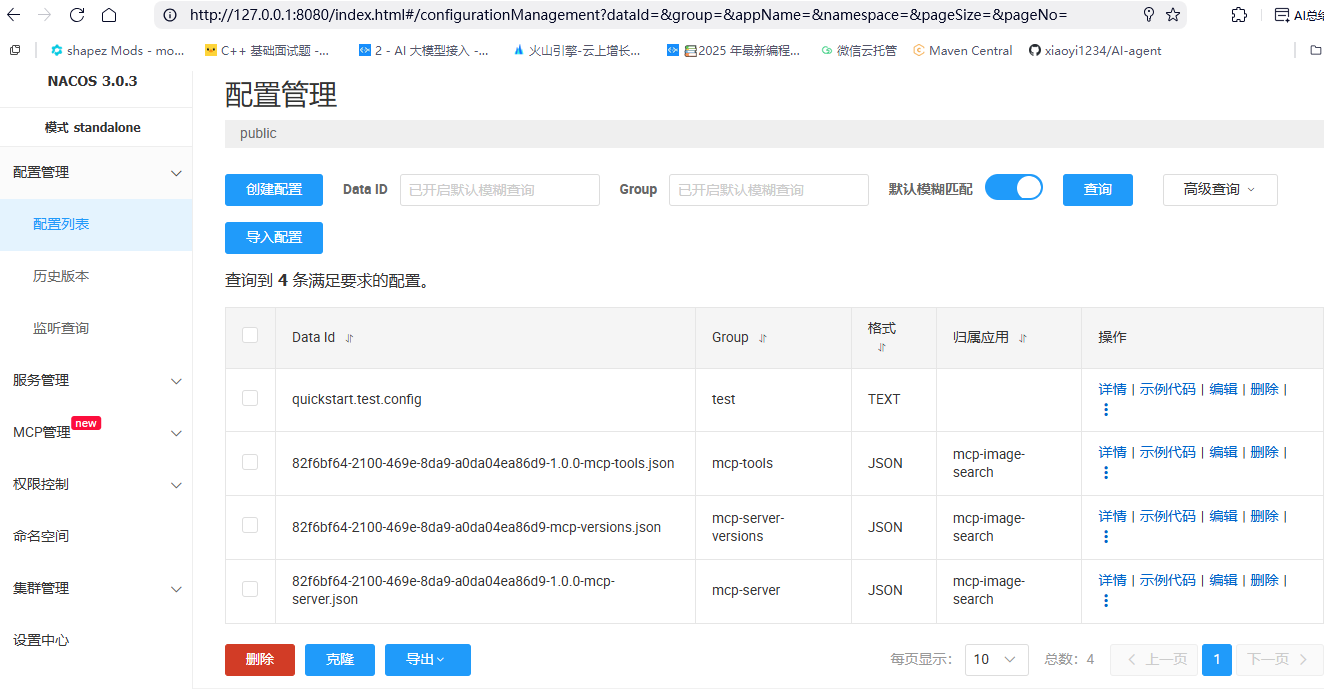 http://127.0.0.1:8080/index.html#/configurationManagement?dataId=&group=&appName=&namespace=&pageSize=&pageNo=
shapez Mods - mo... C++ 基础面试题 -... 2 - AI 大模型接入 -... 火山引擎-云上增长... 2025 年最新编程... 微信云托管 Maven Central xiaoyi1234/AI-agent
NACOS 3.0.3
模式 standalone
配置管理
配置列表
历史版本
监听查询
服务管理
MCP管理 new
权限控制
命名空间
集群管理
设置中心
配置管理
public
创建配置 Data ID 已开启默认模糊查询 Group 已开启默认模糊查询 默认模糊匹配 查询 高级查询
导入配置
查询到 4 条满足要求的配置。
Data Id Group 格式 归属应用 操作
quickstart.test.config test TEXT 详情 | 示例代码 | 编辑 | 删除 |
82f6bf64-2100-469e-8da9-a0da04ea86d9-1.0.0-mcp-tools.json mcp-tools JSON mcp-image-
search 详情 | 示例代码 | 编辑 | 删除 |
82f6bf64-2100-469e-8da9-a0da04ea86d9-mcp-versions.json mcp-server-
versions JSON mcp-image-
search 详情 | 示例代码 | 编辑 | 删除 |
82f6bf64-2100-469e-8da9-a0da04ea86d9-1.0.0-mcp-
server.json mcp-server JSON mcp-image-
search 详情 | 示例代码 | 编辑 | 删除 |
删除 克隆 导出 每页显示： 10 总数：4 上一页 1 下一页